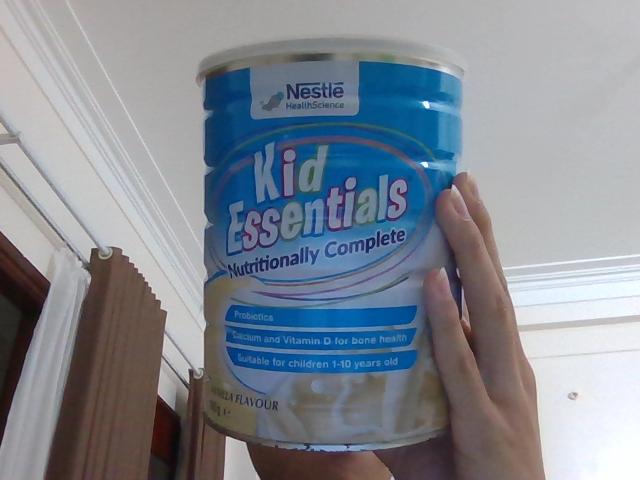 Nestlé
HealthScience
Kid
Essentials
Nutritionally Complete
Probiotics
Calcium and Vitamin D for bone health
Suitable for children 1-10 years old
VANILLA FLAVOUR